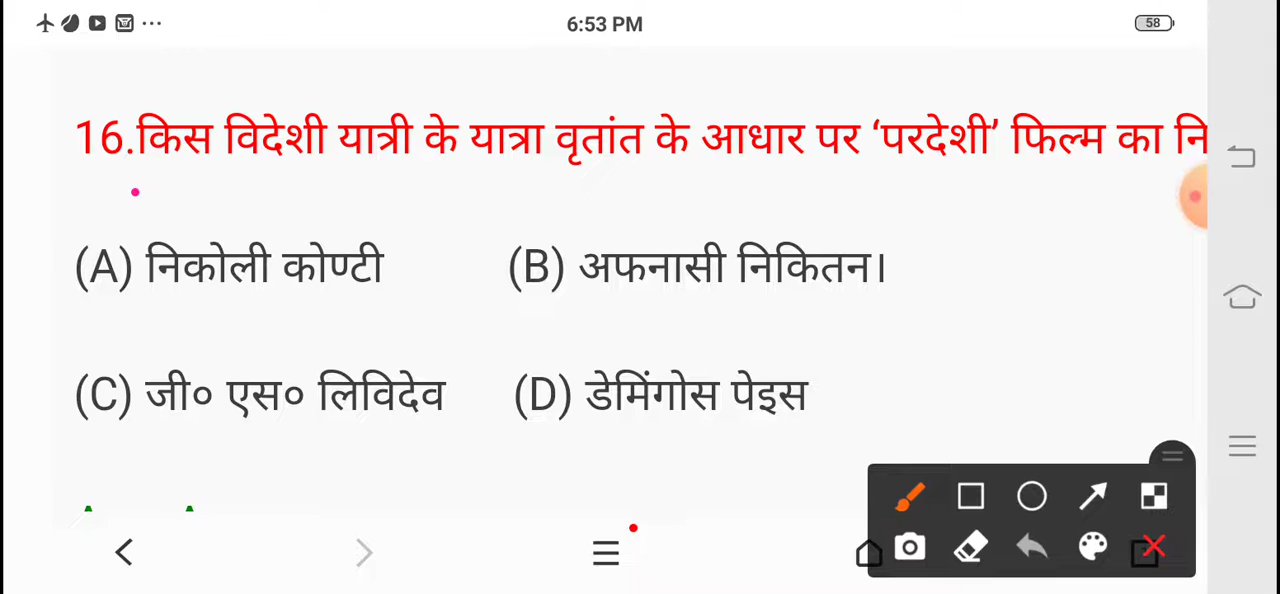 6:53 PM
58
16.किस विदेशी यात्री के यात्रा वृतांत के आधार पर ‘परदेशी’ फिल्म का नि
(A) निकोली कोण्टी (B) अफनासी निकितन।
(C) जी० एस० लिविदेव (D) डेमिंगोस पेइस